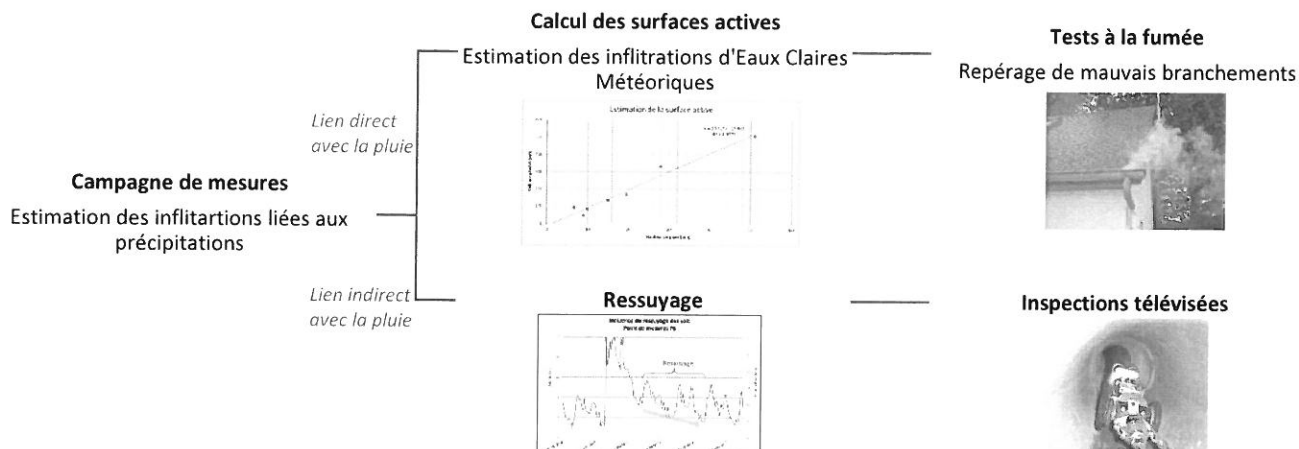 Calcul des surfaces actives
Estimation des inflitrations d'Eaux Claires
Météoriques
Estimation de la surface active
Tests à la fumée
Repérage de mauvais branchements
Lien direct
avec la pluie
Campagne de mesures
Estimation des inflitartions liées aux
précipitations
Lien indirect
avec la pluie
Ressuyage
Ressuyage
Inspections télévisées